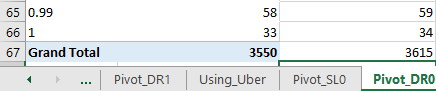 65 0.99 58 59
66 1 33 34
67 Grand Total 3550 3615
... Pivot_DR1 Using_Uber Pivot_SL0 Pivot_DR0